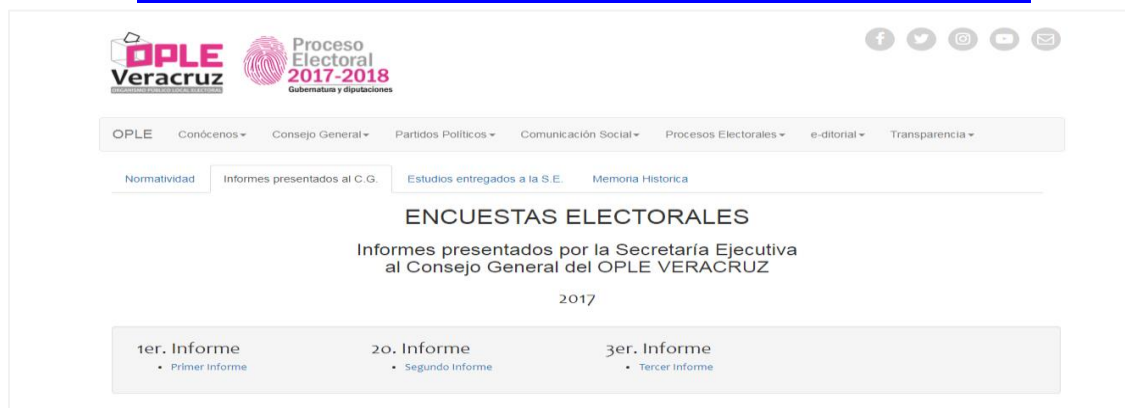 OPLE
Veracruz
ORGANISMO PÚBLICO LOCAL ELECTORAL
Proceso
Electoral
2017-2018
Gubernatura y diputaciones
OPLE Conócenos Consejo General Partidos Políticos Comunicación Social Procesos Electorales e-ditorial Transparencia
Normatividad Informes presentados al C.G. Estudios entregados a la S.E. Memoria Historica
ENCUESTAS ELECTORALES
Informes presentados por la Secretaría Ejecutiva
al Consejo General del OPLE VERACRUZ
2017
1er. Informe 2o. Informe 3er. Informe
• Primer Informe • Segundo Informe • Tercer Informe